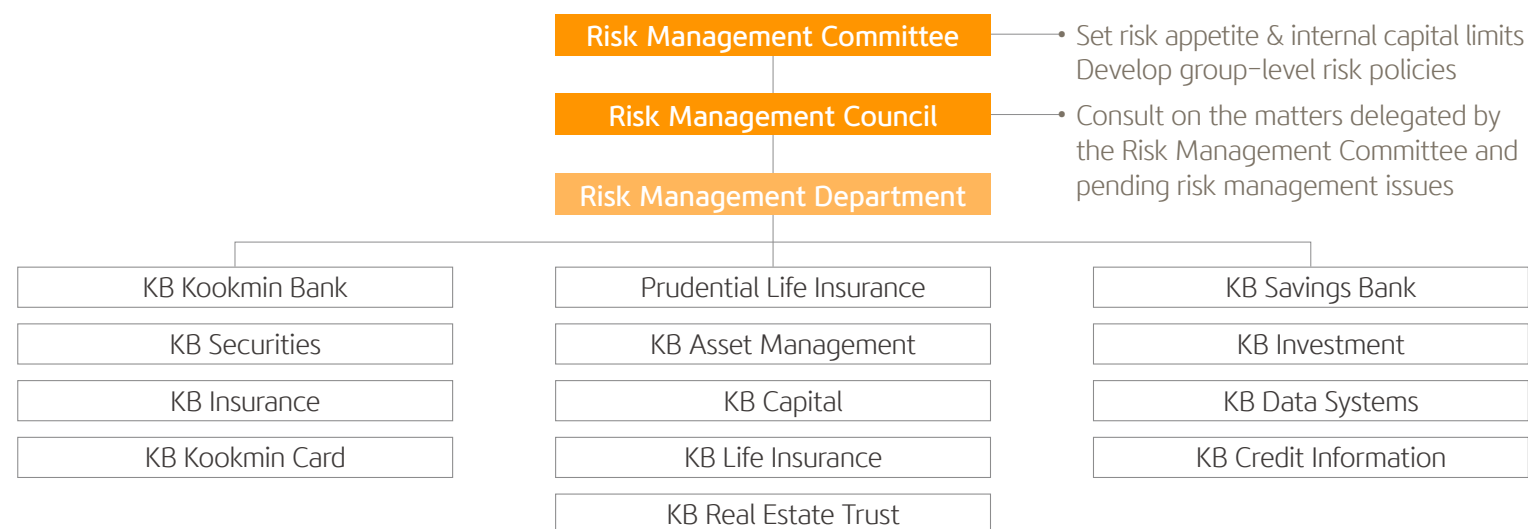 Risk Management Committee
• Set risk appetite & internal capital limits
Develop group-level risk policies
Risk Management Council
• Consult on the matters delegated by
the Risk Management Committee and
pending risk management issues
Risk Management Department
KB Kookmin Bank
KB Securities
KB Insurance
KB Kookmin Card
Prudential Life Insurance
KB Asset Management
KB Capital
KB Life Insurance
KB Real Estate Trust
KB Savings Bank
KB Investment
KB Data Systems
KB Credit Information